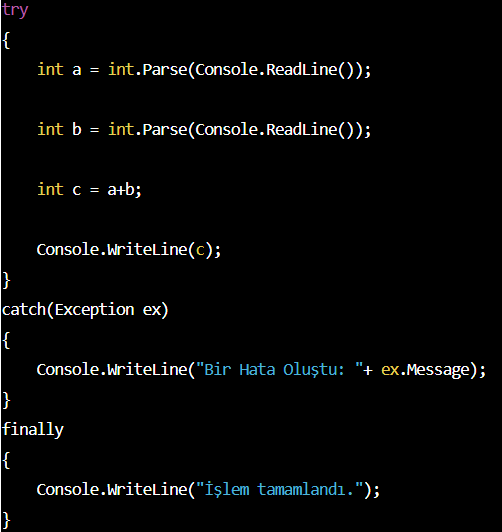 try
{
    int a = int.Parse(Console.ReadLine());
    int b = int.Parse(Console.ReadLine());
    int c = a+b;
    Console.WriteLine(c);
}
catch(Exception ex)
{
    Console.WriteLine("Bir Hata Oluştu: "+ ex.Message);
}
finally
{
    Console.WriteLine("İşlem tamamlandı.");
}